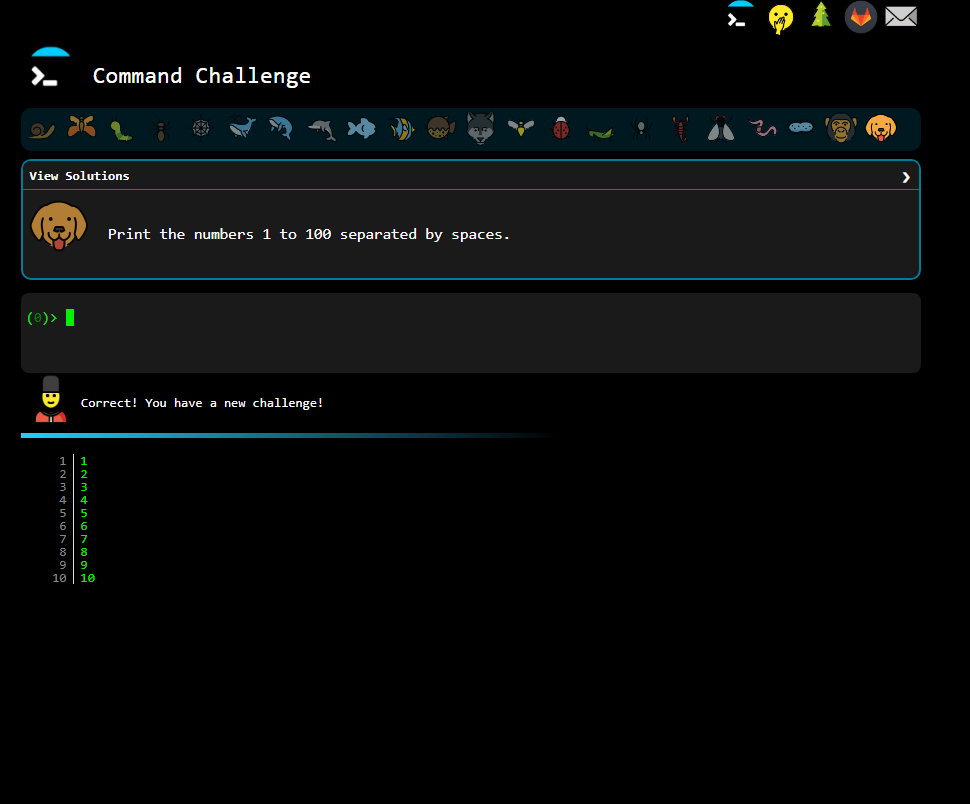 Command Challenge
View Solutions
Print the numbers 1 to 100 separated by spaces.
(0)>
Correct! You have a new challenge!
1 1
2 2
3 3
4 4
5 5
6 6
7 7
8 8
9 9
10 10